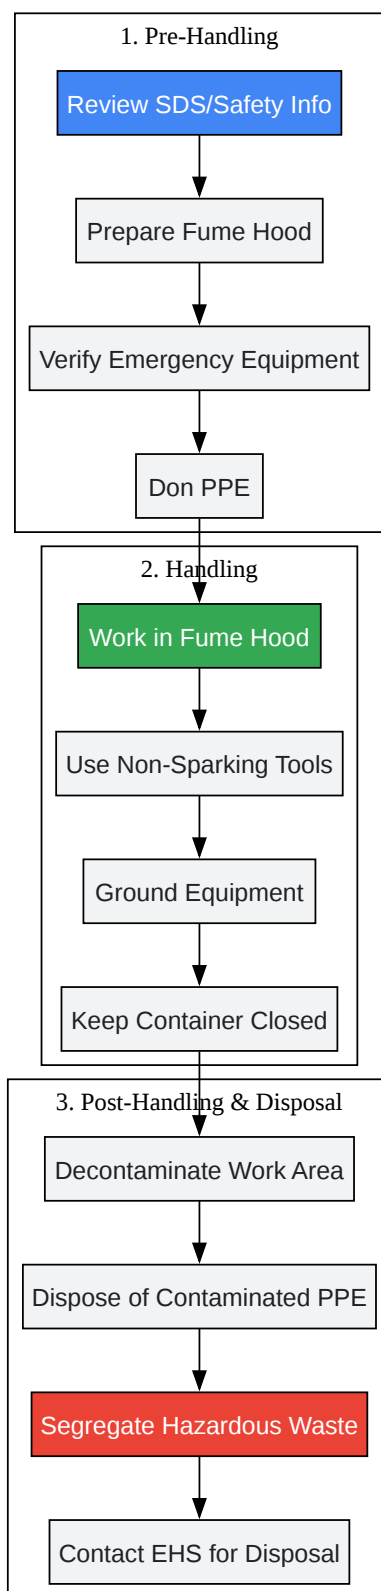 1. Pre-Handling
Review SDS/Safety Info
Prepare Fume Hood
Verify Emergency Equipment
Don PPE
2. Handling
Work in Fume Hood
Use Non-Sparking Tools
Ground Equipment
Keep Container Closed
3. Post-Handling & Disposal
Decontaminate Work Area
Dispose of Contaminated PPE
Segregate Hazardous Waste
Contact EHS for Disposal